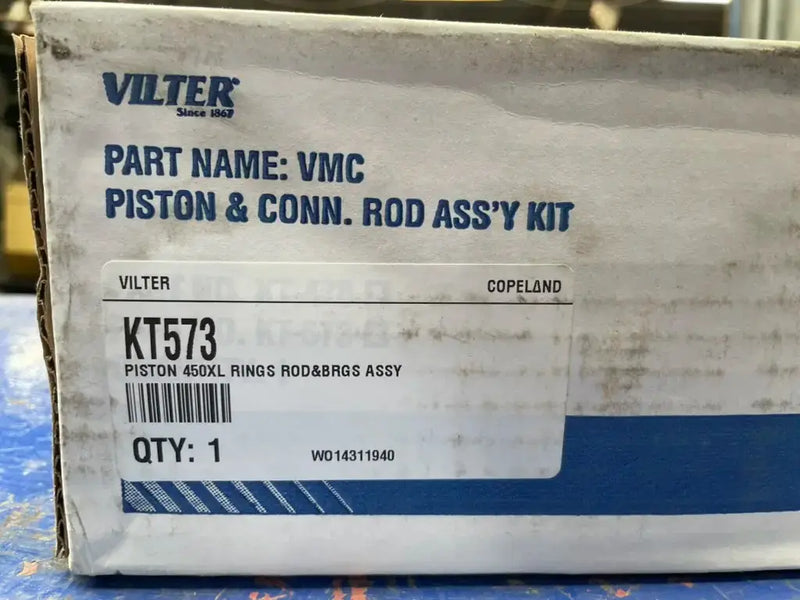 VILTER
Since 1867
PART NAME: VMC
PISTON & CONN. ROD ASS'Y KIT
VILTER COPELAND
KT573
PISTON 450XL RINGS ROD&BRGS ASSY
QTY: 1 WO14311940